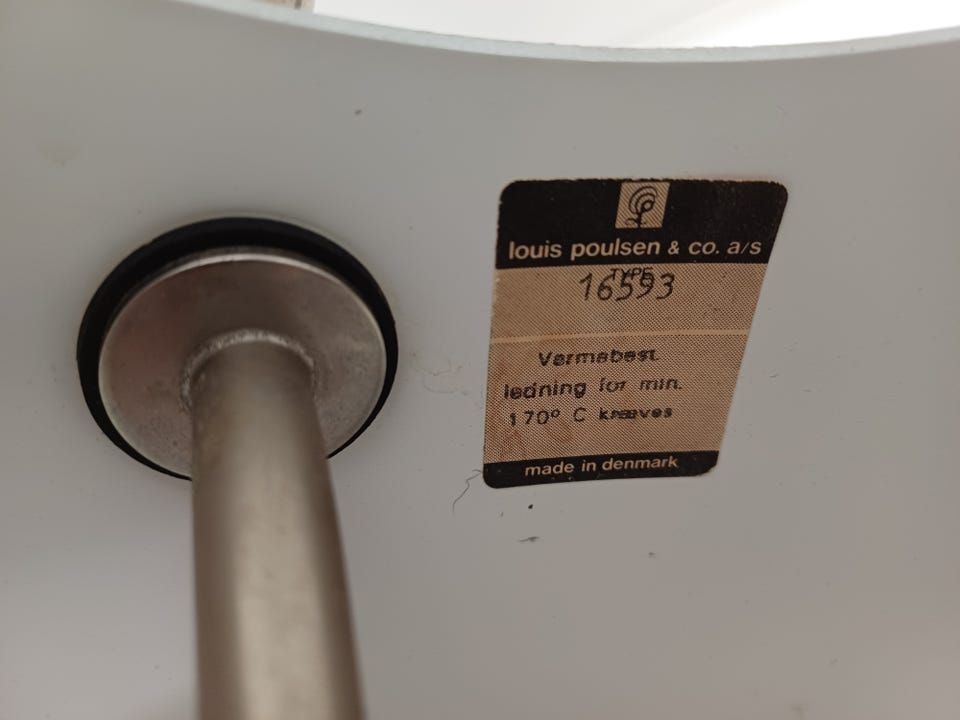 louis poulsen & co. a/s
TYPE
16593
Varmebest.
ledning for min.
170° C kræves
made in denmark